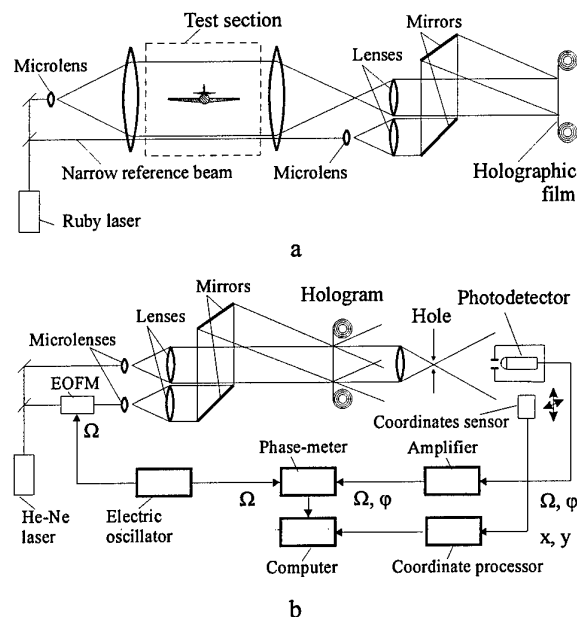 Test section
Mirrors
Microlens
Lenses
Narrow reference beam
Microlens
Holographic
film
Ruby laser
a
Mirrors
Hologram
Photodetector
Lenses
Hole
Microlenses
EOFM
Coordinates sensor
Ω
Phase-meter
Amplifier
Ω
Ω, φ
Ω, φ
He-Ne
laser
Electric
oscillator
x, y
Computer
Coordinate processor
b